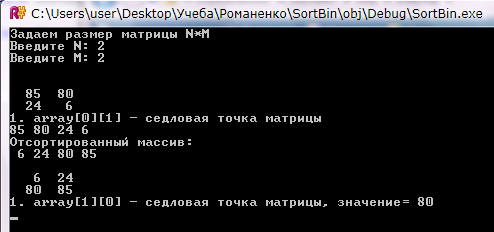 R# C:\Users\user\Desktop\Учеба\Романенко\SortBin\obj\Debug\SortBin.exe
Задаем размер матрицы N*M
Введите N: 2
Введите M: 2
85 80
24 6
1. array[0][1] - седловая точка матрицы
85 80 24 6
Отсортированный массив:
6 24 80 85
6 24
80 85
1. array[1][0] - седловая точка матрицы, значение= 80